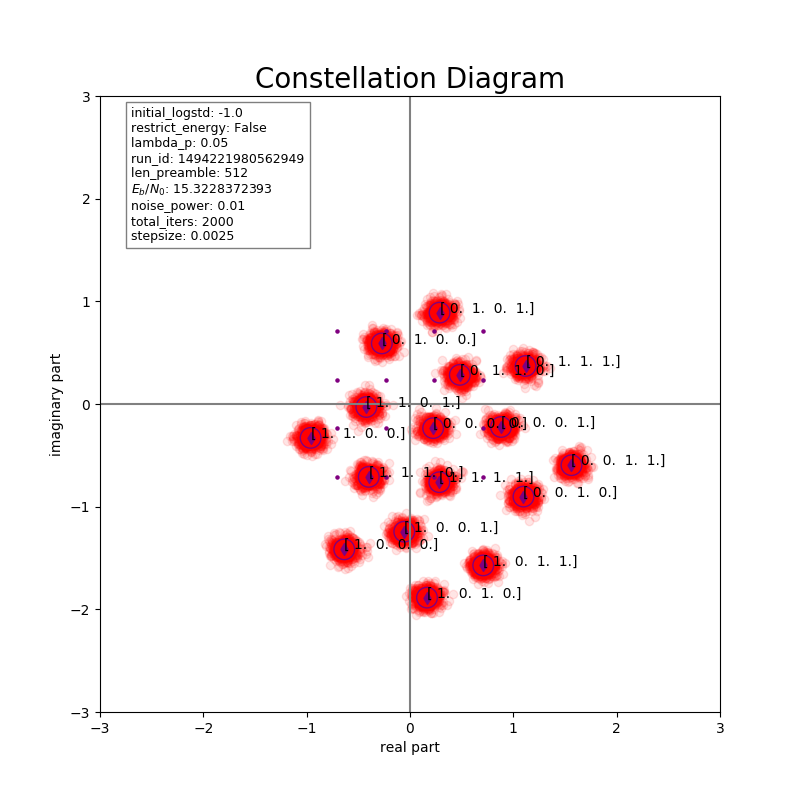 Constellation Diagram
initial_logstd: -1.0
restrict_energy: False
lambda_p: 0.05
run_id: 1494221980562949
len_preamble: 512
E_b/N_0: 15.3228372393
noise_power: 0.01
total_iters: 2000
stepsize: 0.0025
3
2
1
0
−1
−2
−3
imaginary part
[ 0. 1. 0. 1.]
[ 0. 1. 0. 0.]
[ 0. 1. 1. 1.]
[ 0. 1. 1. 0.]
[ 1. 1. 0. 1.]
[ 0. 0. 0. 0.]
[ 0. 0. 0. 1.]
[ 1. 1. 0. 0.]
[ 0. 0. 1. 1.]
[ 1. 1. 1. 0.]
[ 1. 1. 1. 1.]
[ 0. 0. 1. 0.]
[ 1. 0. 0. 1.]
[ 1. 0. 0. 0.]
[ 1. 0. 1. 1.]
[ 1. 0. 1. 0.]
−3 −2 −1 0 1 2 3
real part